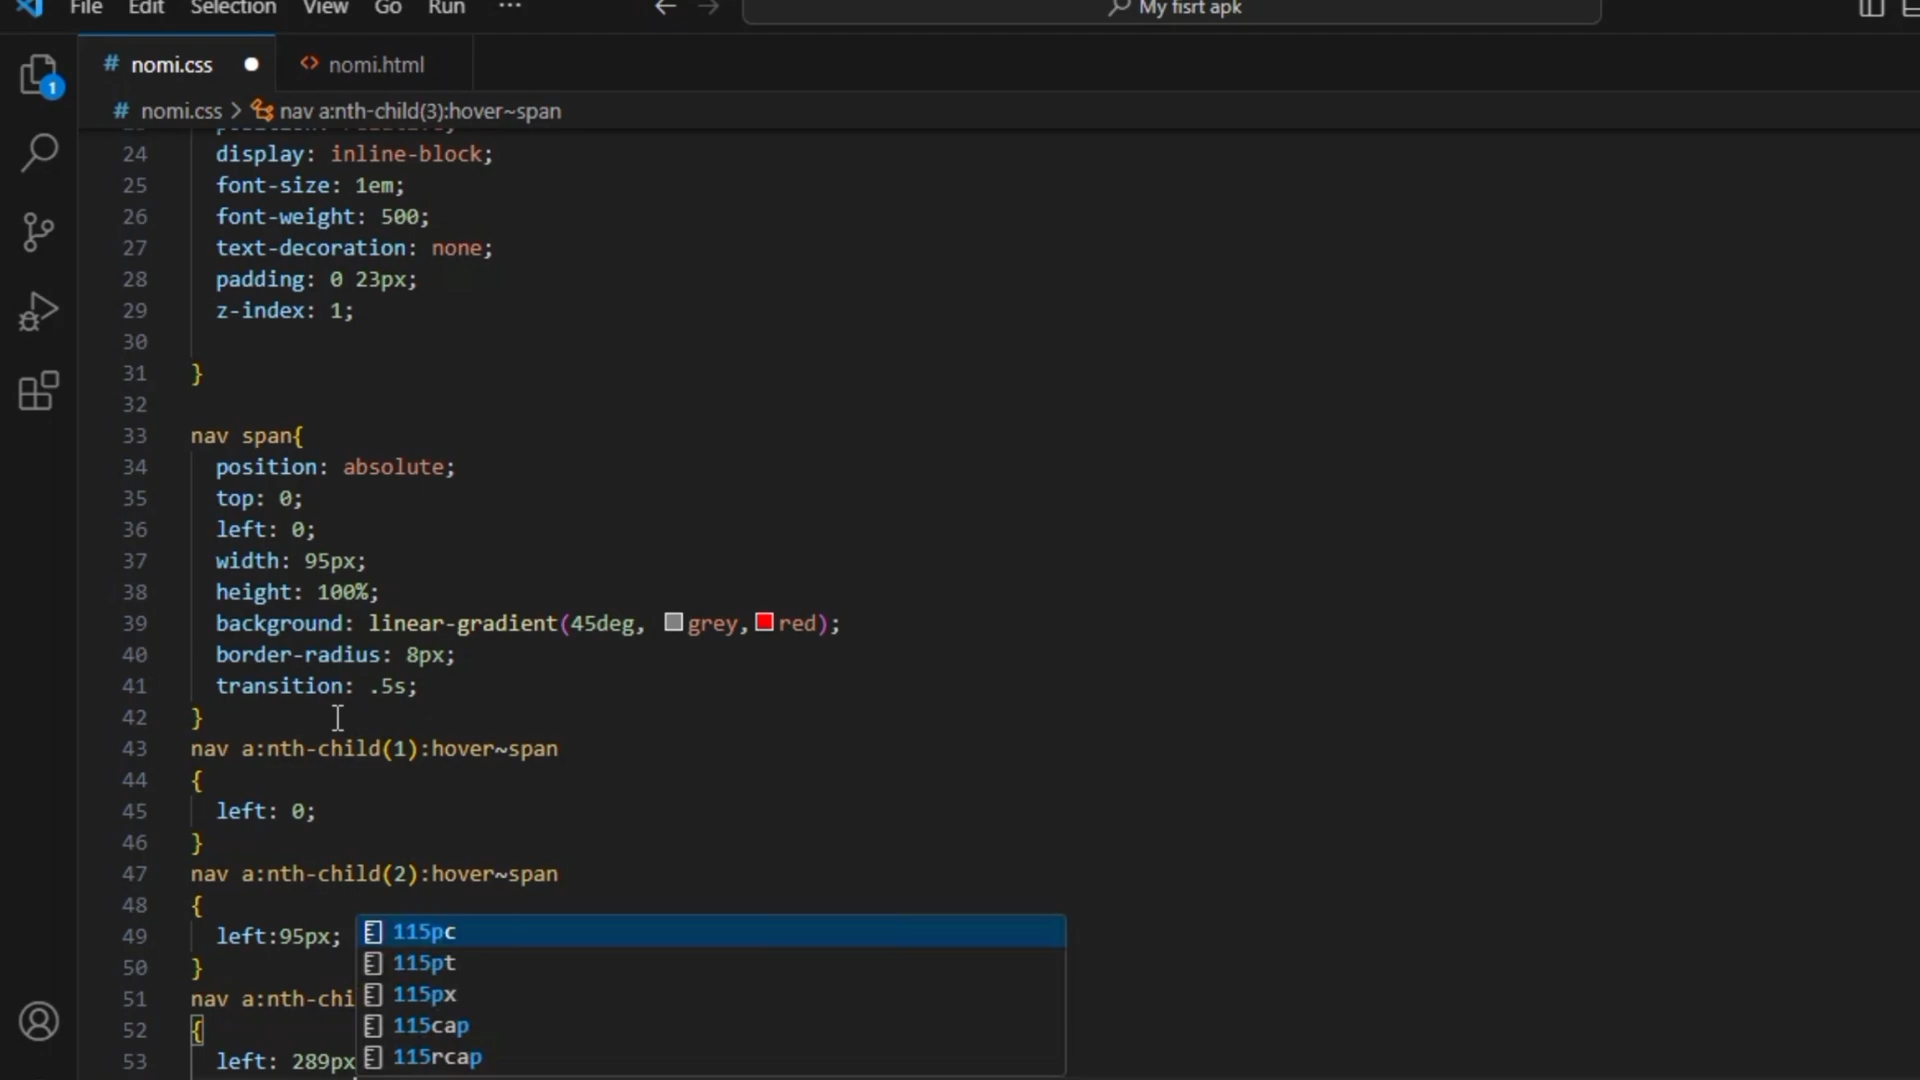 File Edit Selection View Go Run ··· ← → My fisrt apk
# nomi.css ● <> nomi.html
1
# nomi.css > nav a:nth-child(3):hover~span
24 display: inline-block;
25 font-size: 1em;
26 font-weight: 500;
27 text-decoration: none;
28 padding: 0 23px;
29 z-index: 1;
30
31 }
32
33 nav span{
34 position: absolute;
35 top: 0;
36 left: 0;
37 width: 95px;
38 height: 100%;
39 background: linear-gradient(45deg, grey,red);
40 border-radius: 8px;
41 transition: .5s;
42 }
43 nav a:nth-child(1):hover~span
44 {
45 left: 0;
46 }
47 nav a:nth-child(2):hover~span
48 {
49 left:95px; 115pc
115pt
50 }
115px
51 nav a:nth-chi
115cap
52 {
115rcap
53 left: 289px